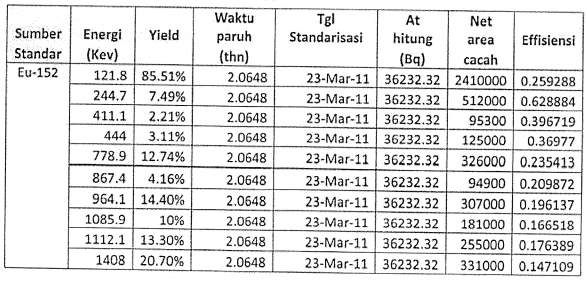 Sumber Standar | Energi (Kev) | Yield | Waktu paruh (thn) | Tgl Standarisasi | At hitung (Bq) | Net area cacah | Effisiensi
Eu-152 | 121.8 | 85.51% | 2.0648 | 23-Mar-11 | 36232.32 | 2410000 | 0.259288
244.7 | 7.49% | 2.0648 | 23-Mar-11 | 36232.32 | 512000 | 0.628884
411.1 | 2.21% | 2.0648 | 23-Mar-11 | 36232.32 | 95300 | 0.396719
444 | 3.11% | 2.0648 | 23-Mar-11 | 36232.32 | 125000 | 0.36977
778.9 | 12.74% | 2.0648 | 23-Mar-11 | 36232.32 | 326000 | 0.235413
867.4 | 4.16% | 2.0648 | 23-Mar-11 | 36232.32 | 94900 | 0.209872
964.1 | 14.40% | 2.0648 | 23-Mar-11 | 36232.32 | 307000 | 0.196137
1085.9 | 10% | 2.0648 | 23-Mar-11 | 36232.32 | 181000 | 0.166518
1112.1 | 13.30% | 2.0648 | 23-Mar-11 | 36232.32 | 255000 | 0.176389
1408 | 20.70% | 2.0648 | 23-Mar-11 | 36232.32 | 331000 | 0.147109